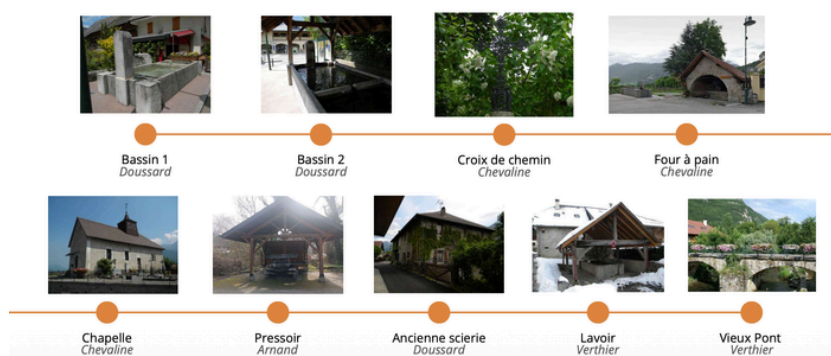 Bassin 1
Doussard
Bassin 2
Doussard
Croix de chemin
Chevaline
Four à pain
Chevaline
Chapelle
Chevaline
Pressoir
Arnand
Ancienne scierie
Doussard
Lavoir
Verthier
Vieux Pont
Verthier